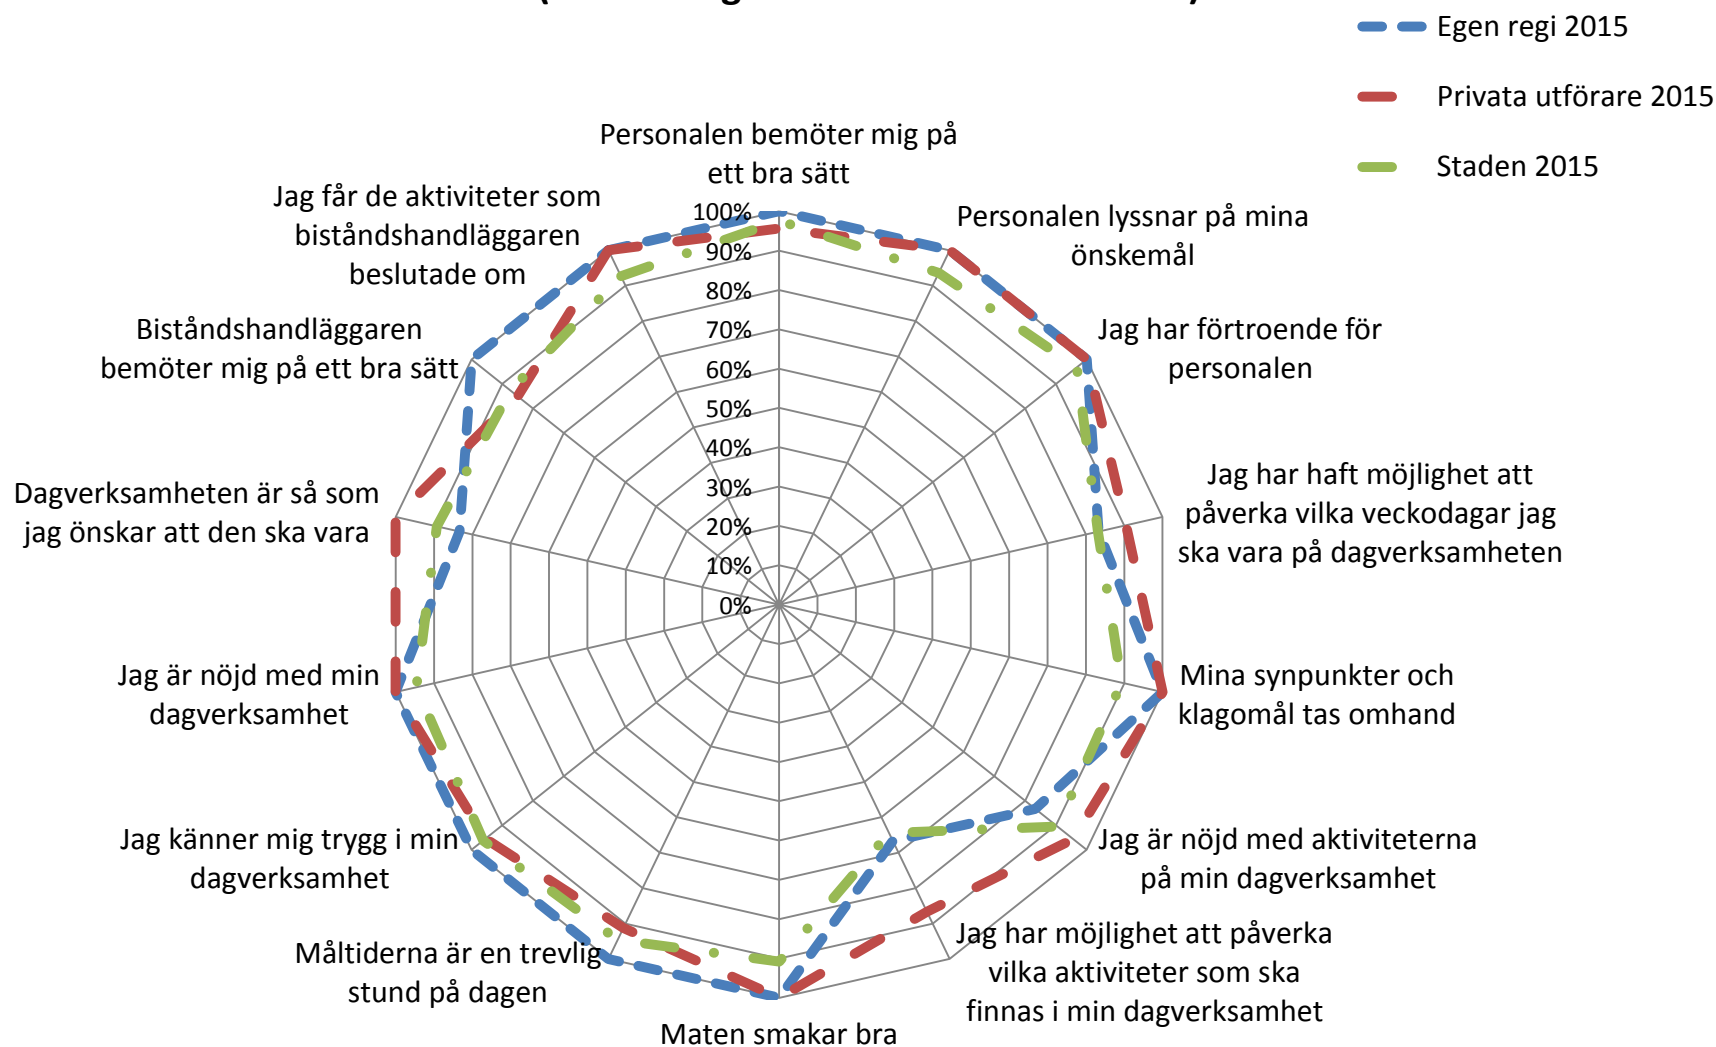 Egen regi 2015
Privata utförare 2015
Staden 2015
Personalen bemöter mig på
ett bra sätt
Personalen lyssnar på mina
önskemål
Jag har förtroende för
personalen
Jag har haft möjlighet att
påverka vilka veckodagar jag
ska vara på dagverksamheten
Mina synpunkter och
klagomål tas omhand
Jag är nöjd med aktiviteterna
på min dagverksamhet
Jag har möjlighet att påverka
vilka aktiviteter som ska
finnas i min dagverksamhet
Maten smakar bra
Måltiderna är en trevlig
stund på dagen
Jag känner mig trygg i min
dagverksamhet
Jag är nöjd med min
dagverksamhet
Dagverksamheten är så som
jag önskar att den ska vara
Biståndshandläggaren
bemöter mig på ett bra sätt
Jag får de aktiviteter som
biståndshandläggaren
beslutade om
100%
90%
80%
70%
60%
50%
40%
30%
20%
10%
0%